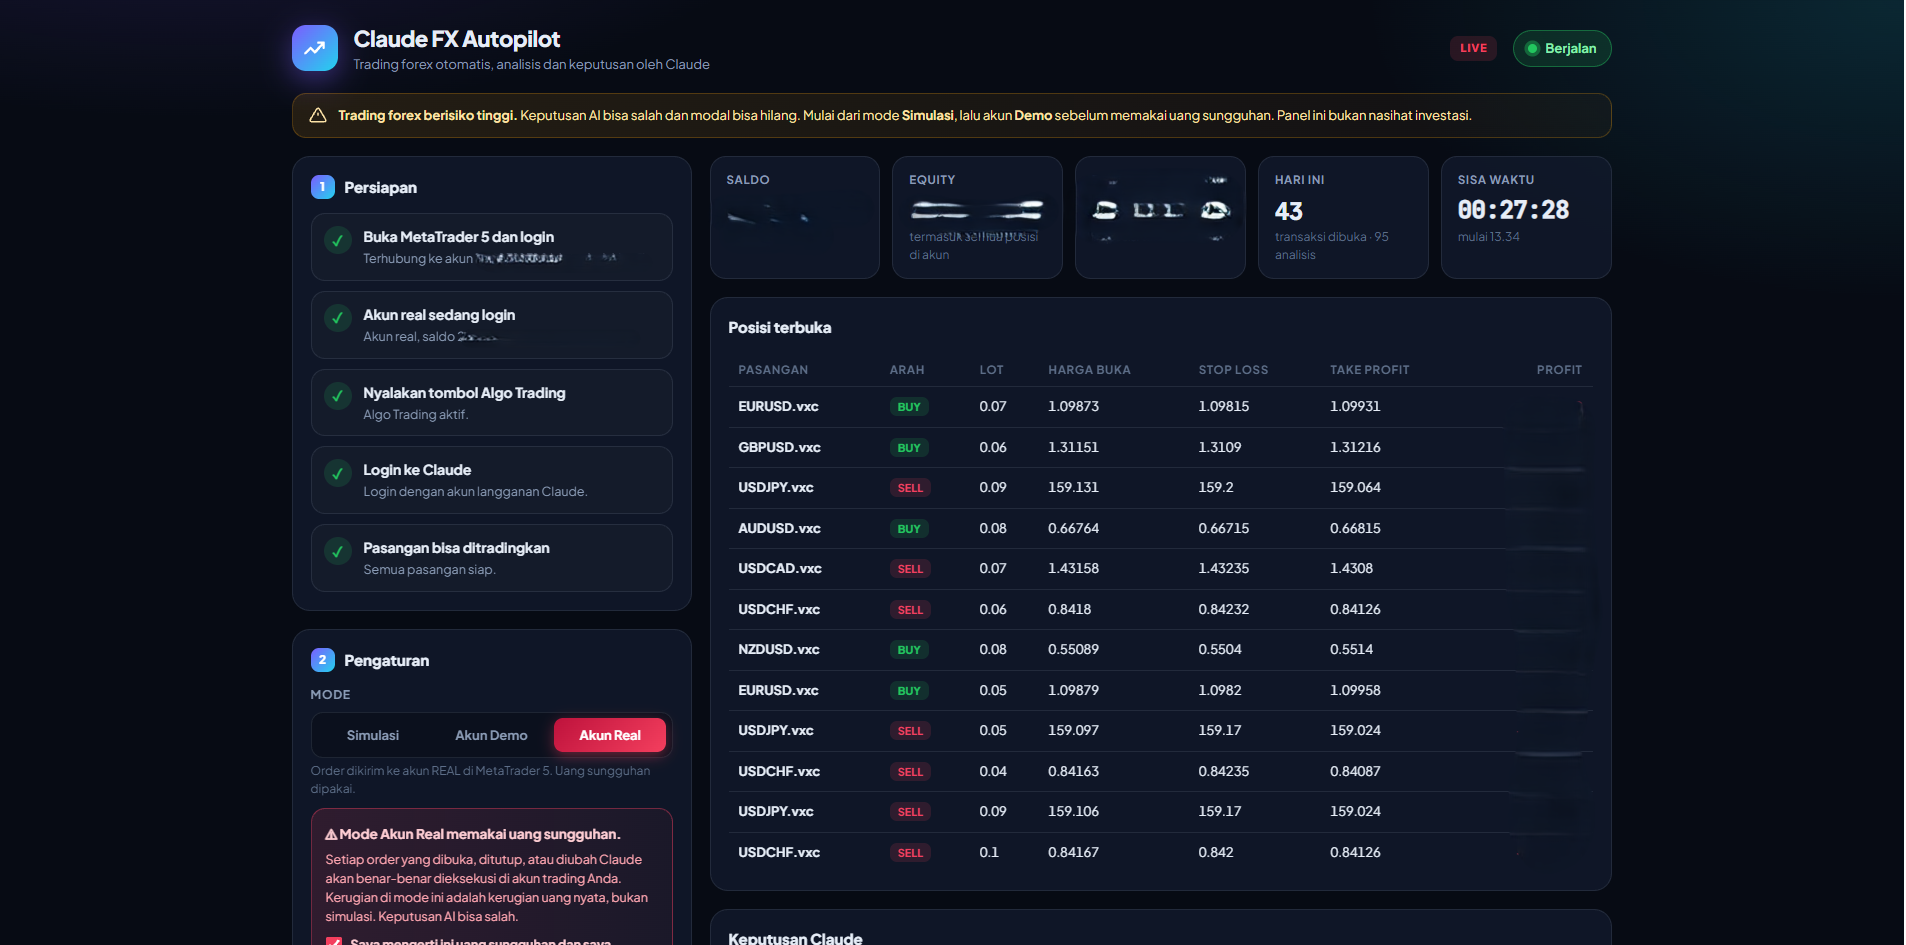 Claude FX Autopilot
Trading forex otomatis, analisis dan keputusan oleh Claude
LIVE
Berjalan
Trading forex berisiko tinggi. Keputusan AI bisa salah dan modal bisa hilang. Mulai dari mode Simulasi, lalu akun Demo sebelum memakai uang sungguhan. Panel ini bukan nasihat investasi.
1 Persiapan
Buka MetaTrader 5 dan login
Terhubung ke akun
Akun real sedang login
Akun real, saldo
Nyalakan tombol Algo Trading
Algo Trading aktif.
Login ke Claude
Login dengan akun langganan Claude.
Pasangan bisa ditradingkan
Semua pasangan siap.
2 Pengaturan
MODE
Simulasi Akun Demo Akun Real
Order dikirim ke akun REAL di MetaTrader 5. Uang sungguhan
dipakai.
Mode Akun Real memakai uang sungguhan.
Setiap order yang dibuka, ditutup, atau diubah Claude
akan benar-benar dieksekusi di akun trading Anda.
Kerugian di mode ini adalah kerugian uang nyata, bukan
simulasi. Keputusan AI bisa salah.
Saya mengerti ini uang sungguhan dan saya
SALDO
EQUITY
termasuk semua posisi
di akun
HARI INI
43
transaksi dibuka · 95
analisis
SISA WAKTU
00:27:28
mulai 13.34
Posisi terbuka
PASANGAN ARAH LOT HARGA BUKA STOP LOSS TAKE PROFIT PROFIT
EURUSD.vxc BUY 0.07 1.09873 1.09815 1.09931
GBPUSD.vxc BUY 0.06 1.31151 1.3109 1.31216
USDJPY.vxc SELL 0.09 159.131 159.2 159.064
AUDUSD.vxc BUY 0.08 0.66764 0.66715 0.66815
USDCAD.vxc SELL 0.07 1.43158 1.43235 1.4308
USDCHF.vxc SELL 0.06 0.8418 0.84232 0.84126
NZDUSD.vxc BUY 0.08 0.55089 0.5504 0.5514
EURUSD.vxc BUY 0.05 1.09879 1.0982 1.09958
USDJPY.vxc SELL 0.05 159.097 159.17 159.024
USDCHF.vxc SELL 0.04 0.84163 0.84235 0.84087
USDJPY.vxc SELL 0.09 159.106 159.17 159.024
USDCHF.vxc SELL 0.1 0.84167 0.842 0.84126
Keputusan Claude